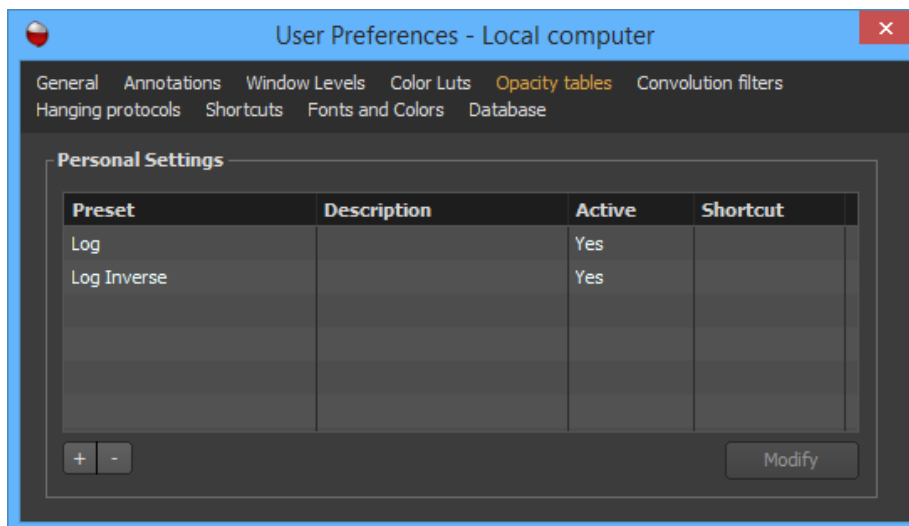 User Preferences - Local computer
General Annotations Window Levels Color Luts Opacity tables Convolution filters
Hanging protocols Shortcuts Fonts and Colors Database
Personal Settings
Preset Description Active Shortcut
Log Yes
Log Inverse Yes
+ - Modify